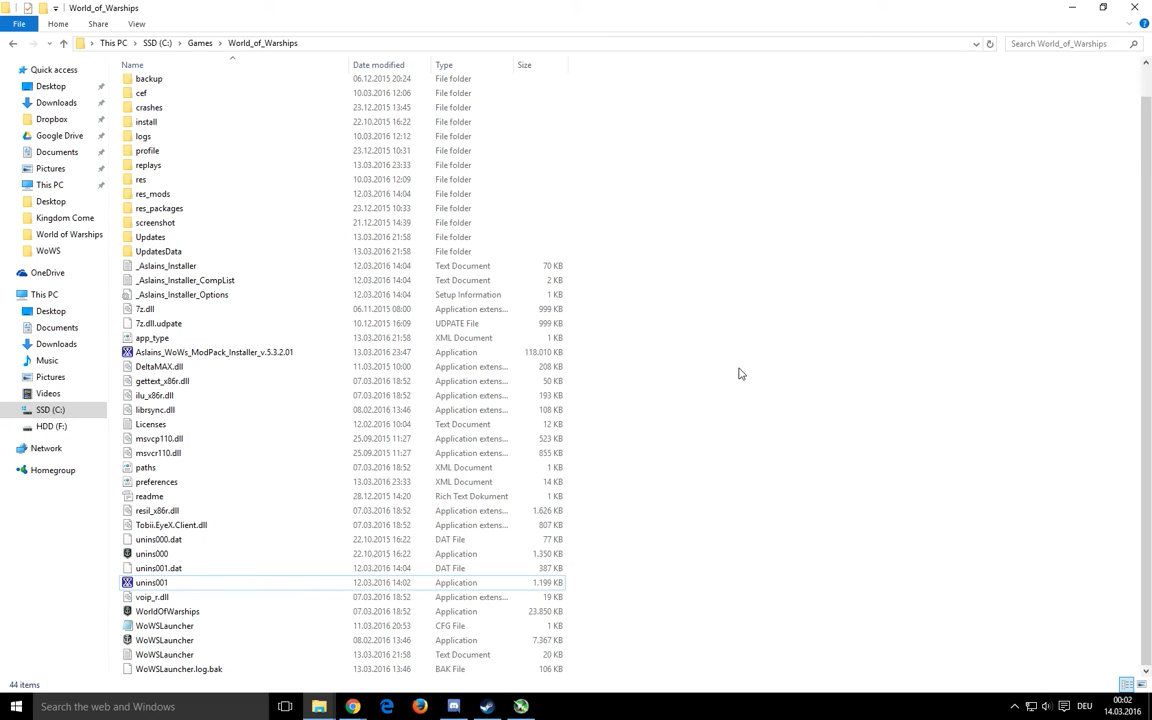 World_of_Warships
File Home Share View
This PC SSD (C:) Games World_of_Warships Search World_of_Warships
Name Date modified Type Size
Quick access
Desktop
Downloads
Dropbox
Google Drive
Documents
Pictures
This PC
Desktop
Kingdom Come
World of Warships
WoWS
OneDrive
This PC
Desktop
Documents
Downloads
Music
Pictures
Videos
SSD (C:)
HDD (F:)
Network
Homegroup
backup 06.12.2015 20:24 File folder
cef 10.03.2016 12:06 File folder
crashes 23.12.2015 13:45 File folder
install 22.10.2015 16:22 File folder
logs 10.03.2016 12:12 File folder
profile 23.12.2015 10:31 File folder
replays 13.03.2016 23:33 File folder
res 10.03.2016 12:09 File folder
res_mods 12.03.2016 14:04 File folder
res_packages 23.12.2015 10:33 File folder
screenshot 21.12.2015 14:39 File folder
Updates 13.03.2016 21:58 File folder
UpdatesData 13.03.2016 21:58 File folder
_Aslains_Installer 12.03.2016 14:04 Text Document 70 KB
_Aslains_Installer_CompList 12.03.2016 14:04 Text Document 2 KB
_Aslains_Installer_Options 12.03.2016 14:04 Setup Information 1 KB
7z.dll 06.11.2015 08:00 Application extens... 999 KB
7z.dll.udpate 10.12.2015 16:09 UDPATE File 999 KB
app_type 13.03.2016 21:58 XML Document 1 KB
Aslains_WoWs_ModPack_Installer_v.5.3.2.01 13.03.2016 23:47 Application 118.010 KB
DeltaMAX.dll 11.03.2015 10:00 Application extens... 208 KB
gettext_x86r.dll 07.03.2016 18:52 Application extens... 50 KB
ilu_x86r.dll 07.03.2016 18:52 Application extens... 193 KB
librsync.dll 08.02.2016 13:46 Application extens... 108 KB
Licenses 12.02.2016 10:04 Text Document 12 KB
msvcp110.dll 25.09.2015 11:27 Application extens... 523 KB
msvcr110.dll 25.09.2015 11:27 Application extens... 855 KB
paths 07.03.2016 18:52 XML Document 1 KB
preferences 13.03.2016 23:33 XML Document 14 KB
readme 28.12.2015 14:20 Rich Text Dokument 1 KB
resil_x86r.dll 07.03.2016 18:52 Application extens... 1.626 KB
Tobii.EyeX.Client.dll 07.03.2016 18:52 Application extens... 807 KB
unins000.dat 22.10.2015 16:22 DAT File 77 KB
unins000 22.10.2015 16:22 Application 1.350 KB
unins001.dat 12.03.2016 14:04 DAT File 387 KB
unins001 12.03.2016 14:02 Application 1.199 KB
voip_r.dll 07.03.2016 18:52 Application extens... 19 KB
WorldOfWarships 07.03.2016 18:52 Application 23.850 KB
WoWSLauncher 11.03.2016 20:53 CFG File 1 KB
WoWSLauncher 08.02.2016 13:46 Application 7.367 KB
WoWSLauncher 13.03.2016 21:58 Text Document 20 KB
WoWSLauncher.log.bak 13.03.2016 13:46 BAK File 106 KB
44 items
Search the web and Windows
DEU
00:02
14.03.2016